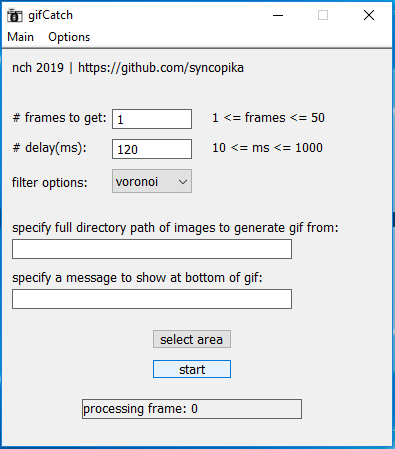 gifCatch
Main Options
nch 2019 | https://github.com/syncopika
# frames to get: 1 1 <= frames <= 50
# delay(ms): 120 10 <= ms <= 1000
filter options: voronoi
specify full directory path of images to generate gif from:
specify a message to show at bottom of gif:
select area
start
processing frame: 0